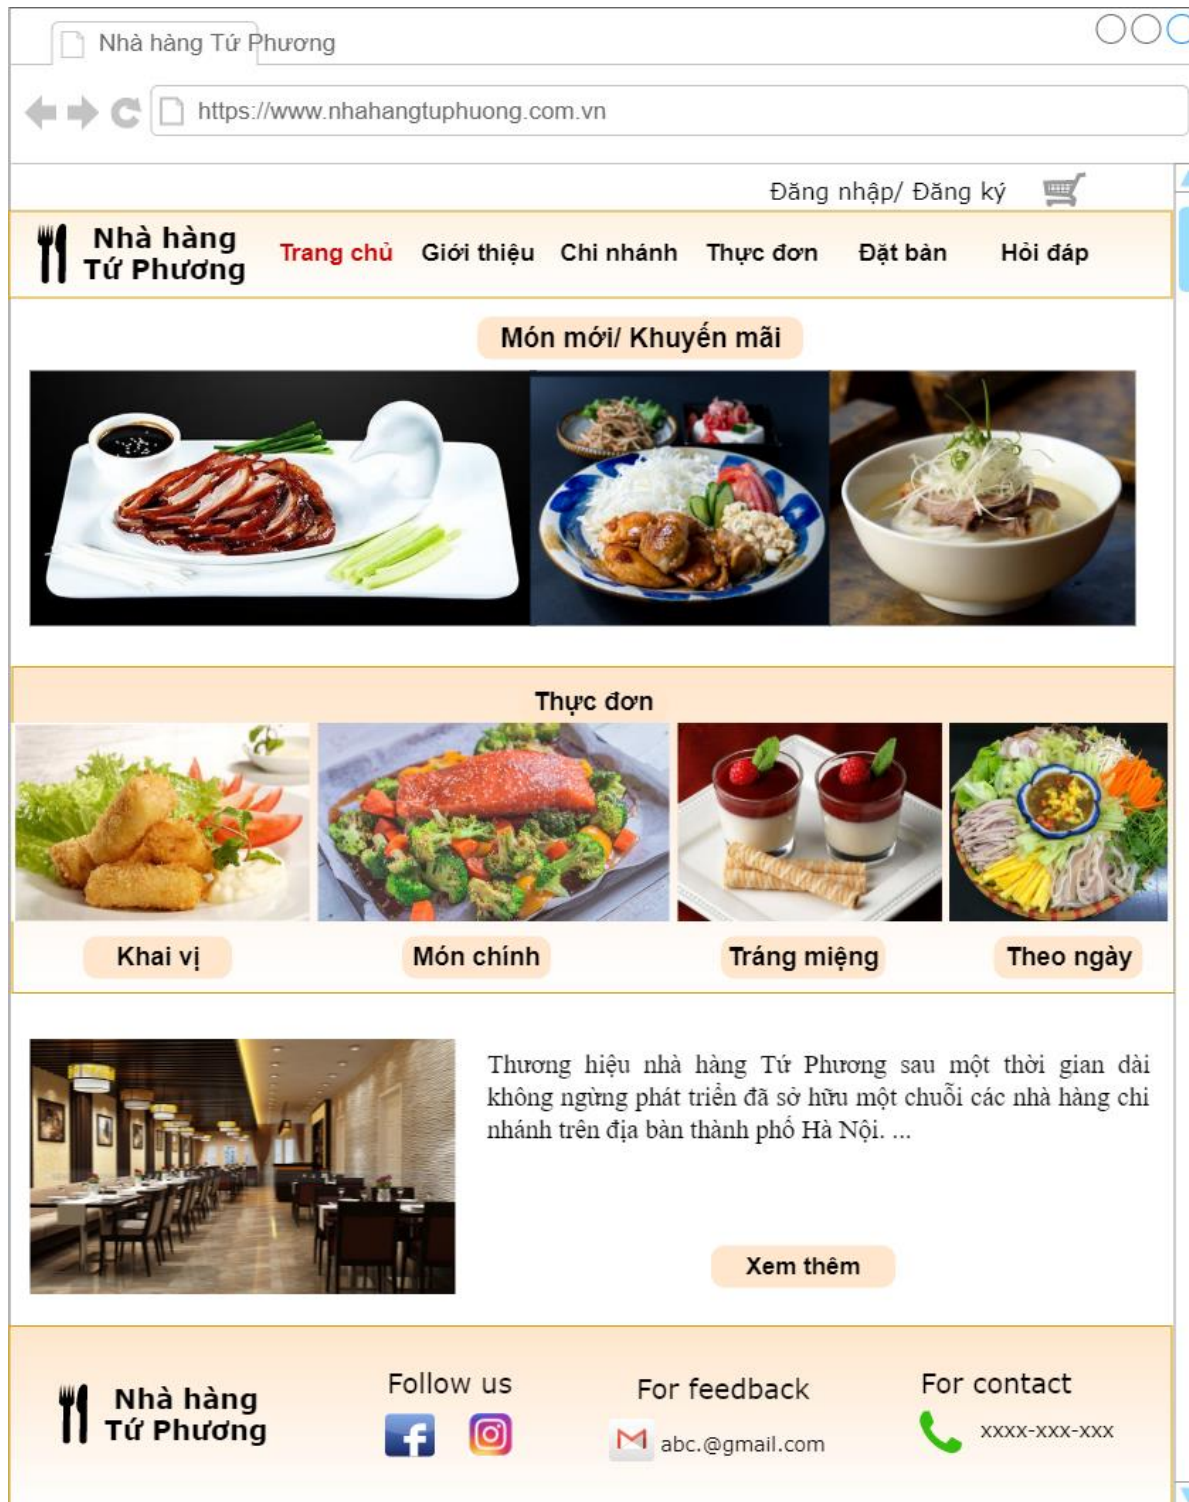 Nhà hàng Tứ Phương
https://www.nhahangtuphuong.com.vn
Đăng nhập/ Đăng ký
Nhà hàng
Tứ Phương
Trang chủ Giới thiệu Chi nhánh Thực đơn Đặt bàn Hỏi đáp
Món mới/ Khuyến mãi
Thực đơn
Khai vị Món chính Tráng miệng Theo ngày
Thương hiệu nhà hàng Tứ Phương sau một thời gian dài
không ngừng phát triển đã sở hữu một chuỗi các nhà hàng chi
nhánh trên địa bàn thành phố Hà Nội. ...
Xem thêm
Nhà hàng
Tứ Phương
Follow us
For feedback
abc.@gmail.com
For contact
xxxx-xxx-xxx